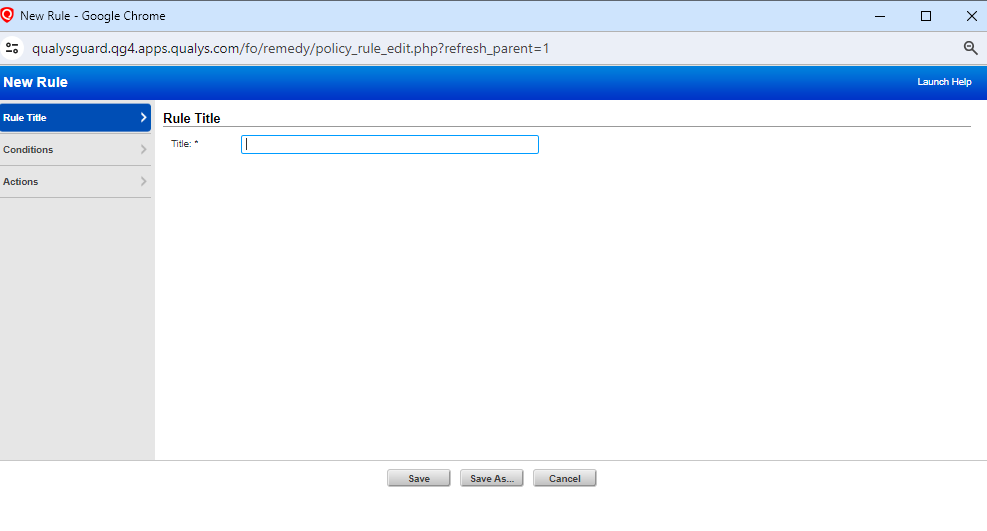 New Rule - Google Chrome
qualysguard.qg4.apps.qualys.com/fo/remedy/policy_rule_edit.php?refresh_parent=1
New Rule
Launch Help
Rule Title
Conditions
Actions
Rule Title
Title: *
Save
Save As...
Cancel